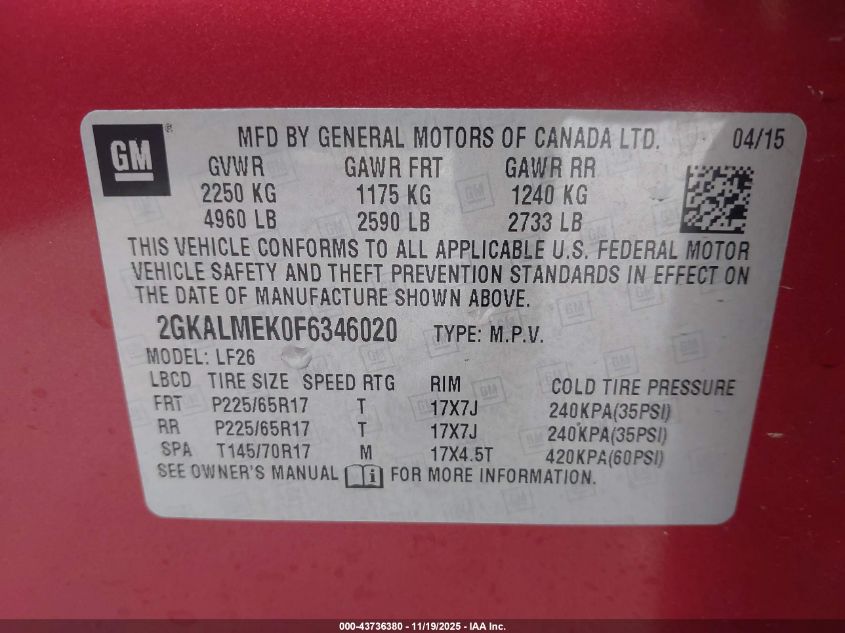 GM ® MFD BY GENERAL MOTORS OF CANADA LTD. 04/15
GVWR GAWR FRT GAWR RR
2250 KG 1175 KG 1240 KG
4960 LB 2590 LB 2733 LB
THIS VEHICLE CONFORMS TO ALL APPLICABLE U.S. FEDERAL MOTOR
VEHICLE SAFETY AND THEFT PREVENTION STANDARDS IN EFFECT ON
THE DATE OF MANUFACTURE SHOWN ABOVE.
2GKALMEK0F6346020 TYPE: M.P.V.
MODEL: LF26
LBCD TIRE SIZE SPEED RTG RIM COLD TIRE PRESSURE
FRT P225/65R17 T 17X7J 240KPA(35PSI)
RR P225/65R17 T 17X7J 240KPA(35PSI)
SPA T145/70R17 M 17X4.5T 420KPA(60PSI)
SEE OWNER'S MANUAL FOR MORE INFORMATION.
000-43736380 - 11/19/2025 - IAA Inc.